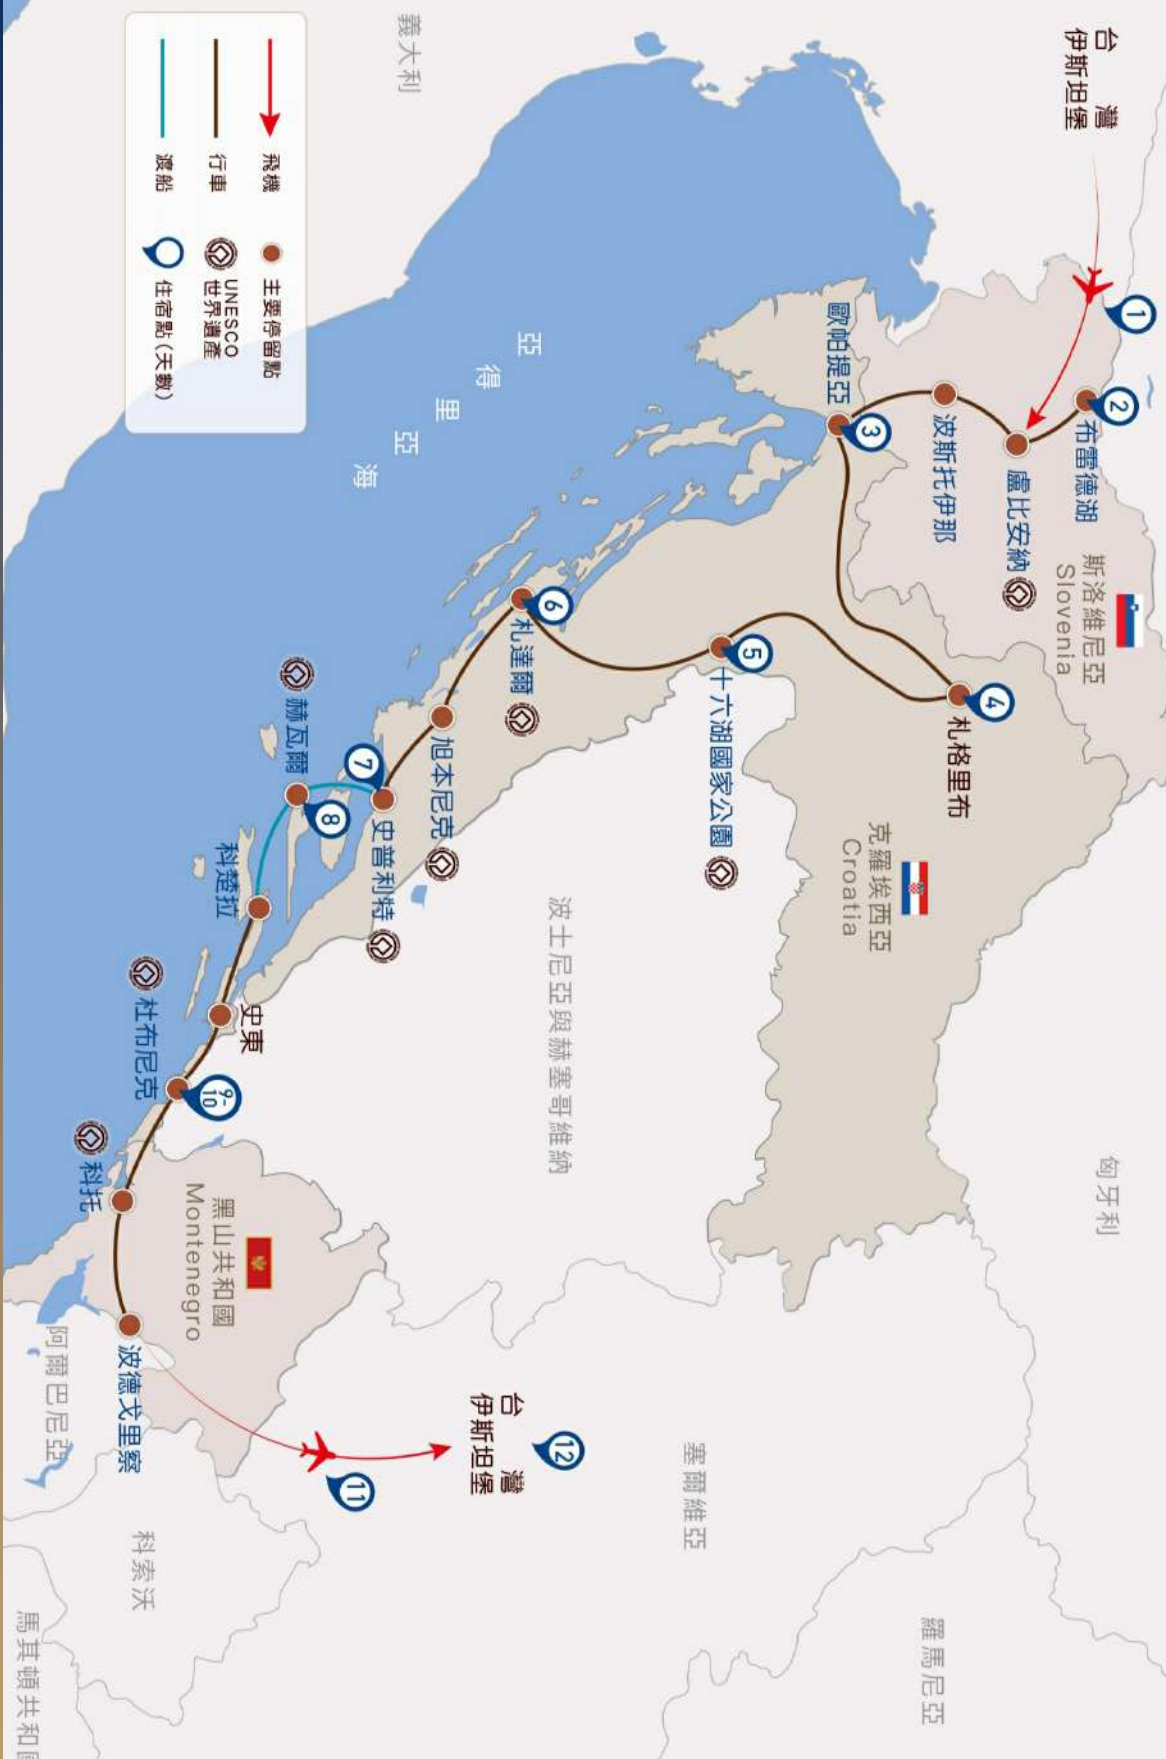 台灣
伊斯坦堡
1
2
布雷德湖
盧比安納
斯洛維尼亞
Slovenia
波斯托伊那
3
歐帕提亞
4
札格里布
克羅埃西亞
Croatia
匈牙利
羅馬尼亞
5
十六湖國家公園
塞爾維亞
6
札達爾
旭本尼克
波士尼亞與赫塞哥維納
7
史普利特
8
赫瓦爾
科楚拉
史東
9-10
杜布尼克
科托
黑山共和國
Montenegro
波德戈里察
11
12
台灣
伊斯坦堡
阿爾巴尼亞
科索沃
馬其頓共和國
義大利
亞得里亞海
飛機
行車
渡船
主要停留點
UNESCO
世界遺產
住宿點(天數)